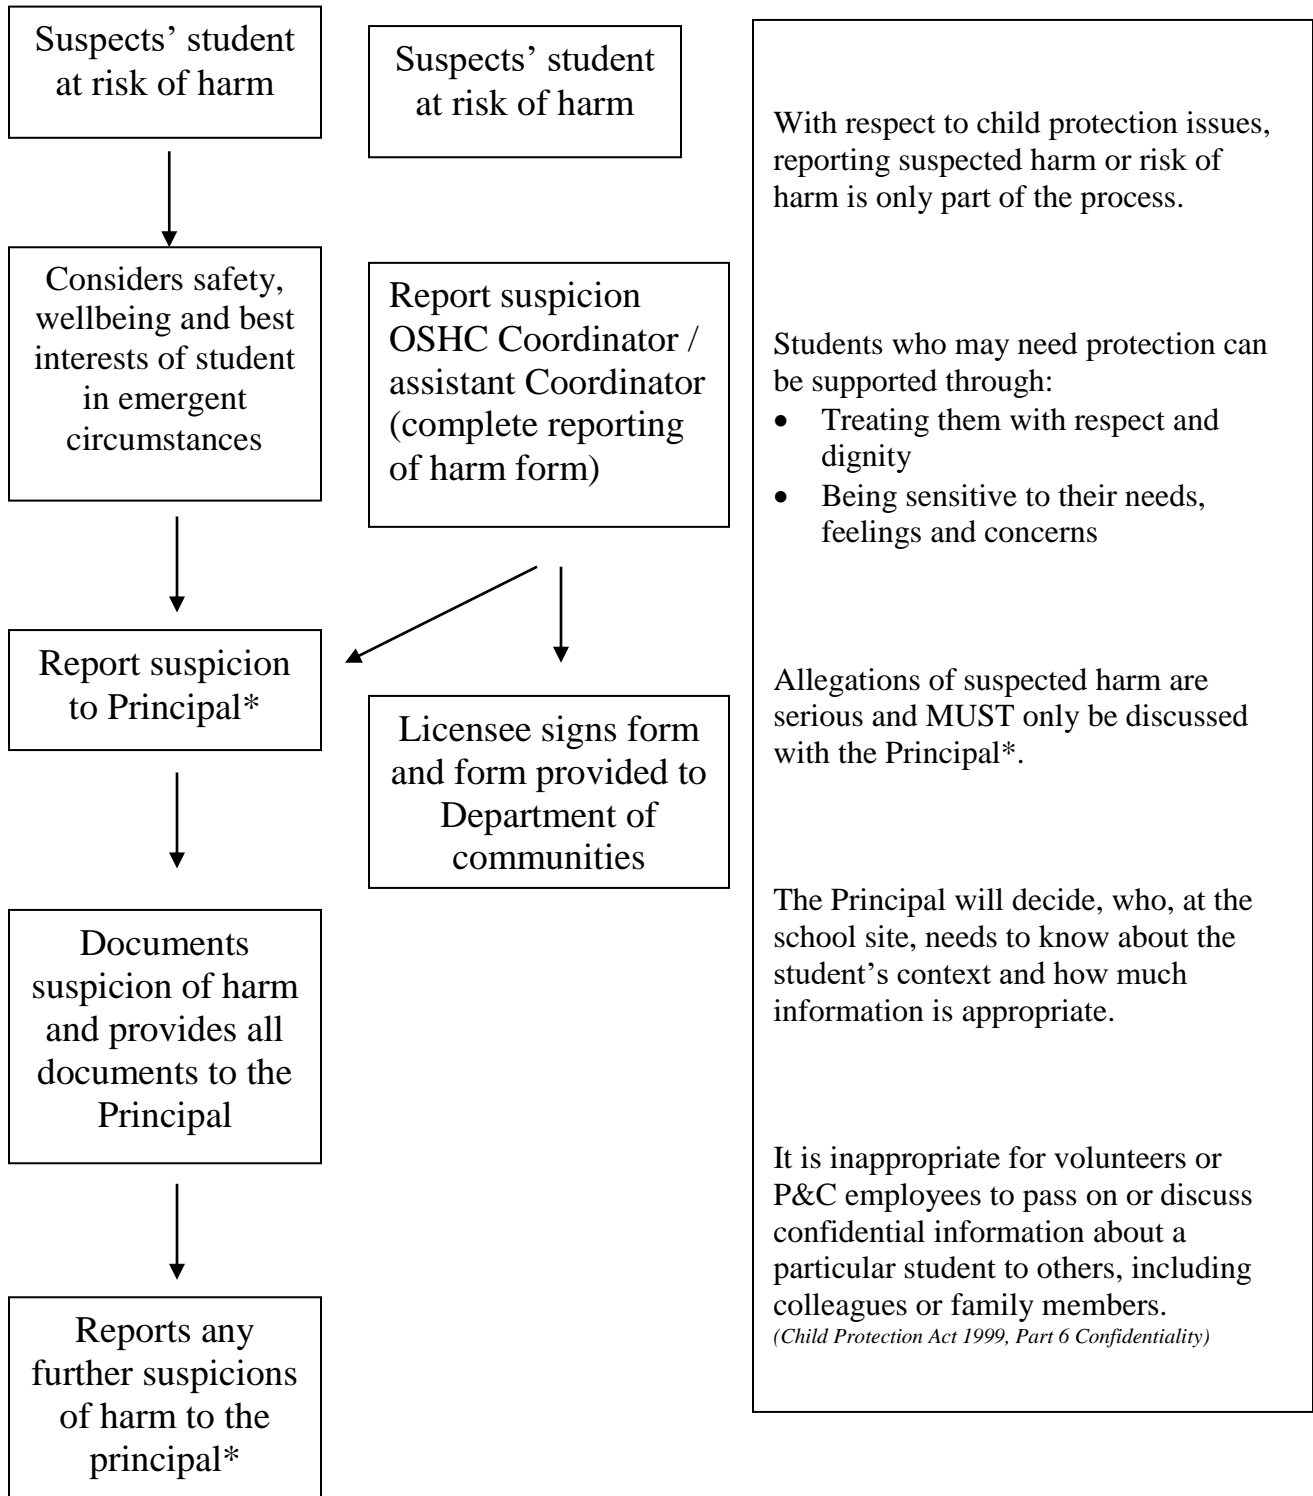 Suspects’ student
at risk of harm
Considers safety,
wellbeing and best
interests of student
in emergent
circumstances
Report suspicion
to Principal*
Documents
suspicion of harm
and provides all
documents to the
Principal
Reports any
further suspicions
of harm to the
principal*
Suspects’ student
at risk of harm
Report suspicion
OSHC Coordinator /
assistant Coordinator
(complete reporting
of harm form)
Licensee signs form
and form provided to
Department of
communities
With respect to child protection issues,
reporting suspected harm or risk of
harm is only part of the process.
Students who may need protection can
be supported through:
• Treating them with respect and
dignity
• Being sensitive to their needs,
feelings and concerns
Allegations of suspected harm are
serious and MUST only be discussed
with the Principal*.
The Principal will decide, who, at the
school site, needs to know about the
student’s context and how much
information is appropriate.
It is inappropriate for volunteers or
P&C employees to pass on or discuss
confidential information about a
particular student to others, including
colleagues or family members.
(Child Protection Act 1999, Part 6 Confidentiality)